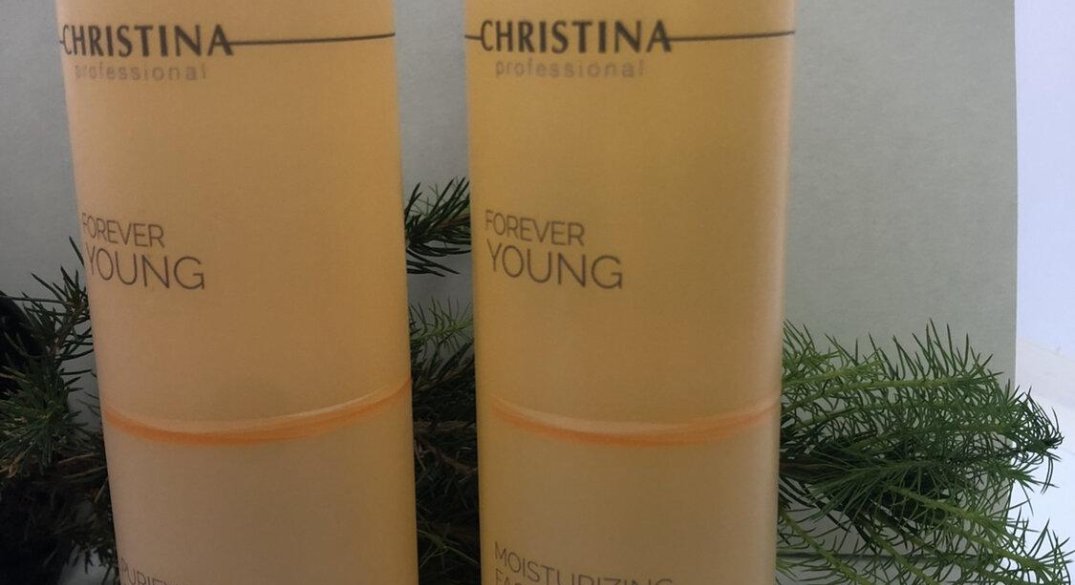 CHRISTINA
professional
FOREVER
YOUNG
CHRISTINA
professional
FOREVER
YOUNG
MOISTURIZING